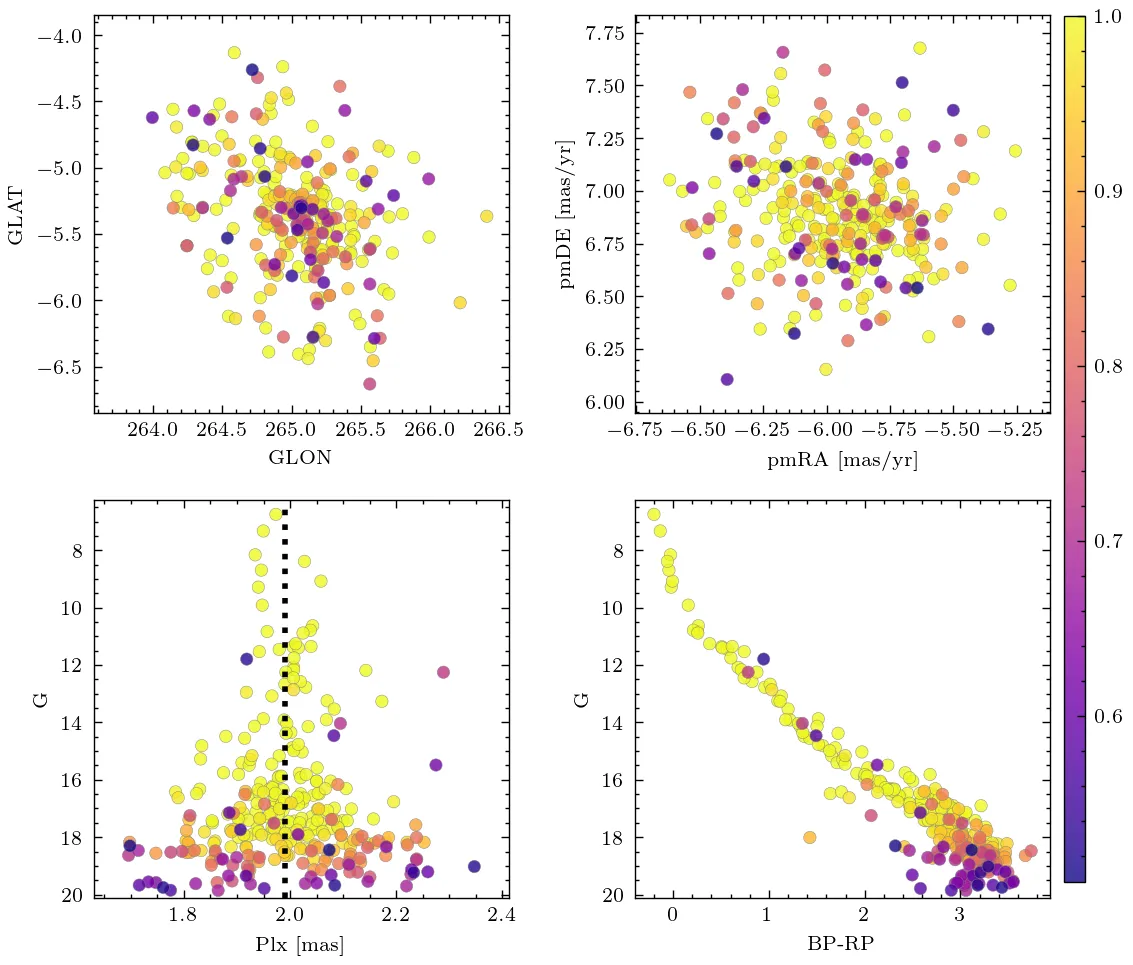 −4.0
−4.5
−5.0
−5.5
−6.0
−6.5
GLAT
264.0 264.5 265.0 265.5 266.0 266.5
GLON
7.75
7.50
7.25
7.00
6.75
6.50
6.25
6.00
pmDE [mas/yr]
−6.75 −6.50 −6.25 −6.00 −5.75 −5.50 −5.25
pmRA [mas/yr]
1.0
0.9
0.8
0.7
0.6
8
10
12
14
16
18
20
G
1.8 2.0 2.2 2.4
Plx [mas]
8
10
12
14
16
18
20
G
0 1 2 3
BP-RP